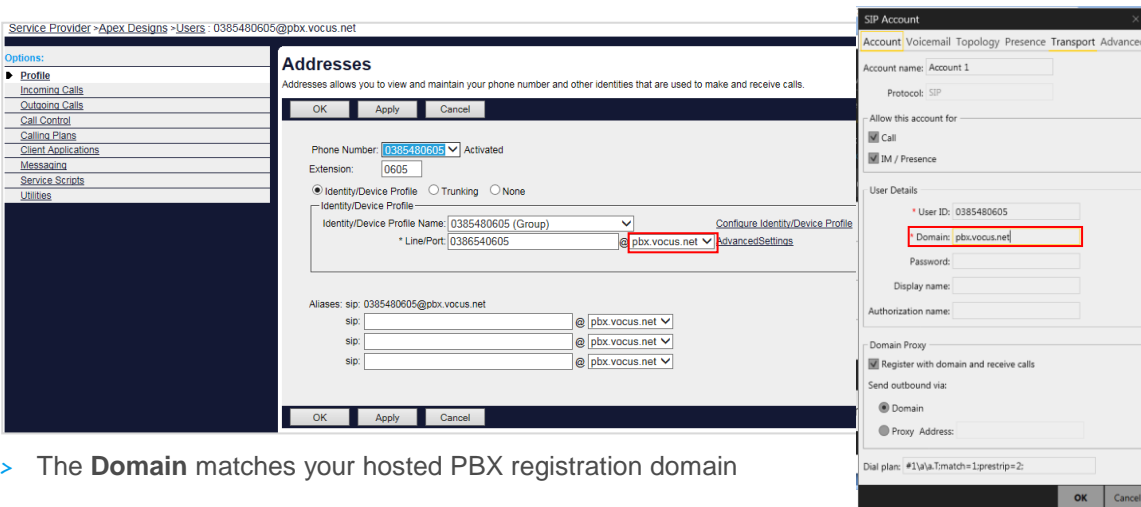 Service Provider >Apex Designs >Users : 0385480605@pbx.vocus.net
Options:
Profile
Incoming Calls
Outgoing Calls
Call Control
Calling Plans
Client Applications
Messaging
Service Scripts
Utilities
Addresses
Addresses allows you to view and maintain your phone number and other identities that are used to make and receive calls.
OK Apply Cancel
Phone Number: 0385480605 Activated
Extension: 0605
Identity/Device Profile Trunking None
Identity/Device Profile
Identity/Device Profile Name: 0385480605 (Group) Configure Identity/Device Profile
* Line/Port: 0386540605 @ pbx.vocus.net AdvancedSettings
Aliases: sip: 0385480605@pbx.vocus.net
sip: @ pbx.vocus.net
sip: @ pbx.vocus.net
sip: @ pbx.vocus.net
OK Apply Cancel
> The Domain matches your hosted PBX registration domain
SIP Account
Account Voicemail Topology Presence Transport Advanced
Account name: Account 1
Protocol: SIP
Allow this account for
Call
IM / Presence
User Details
* User ID: 0385480605
* Domain: pbx.vocus.net
Password:
Display name:
Authorization name:
Domain Proxy
Register with domain and receive calls
Send outbound via:
Domain
Proxy Address:
Dial plan: #1\a\a.T;match=1;prestrip=2;
OK Cancel